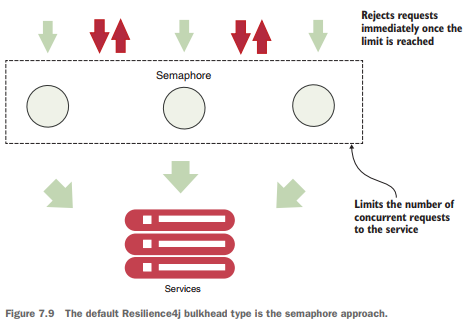 Rejects requests
immediately once the
limit is reached
Semaphore
Limits the number of
concurrent requests
to the service
Services
Figure 7.9 The default Resilience4j bulkhead type is the semaphore approach.